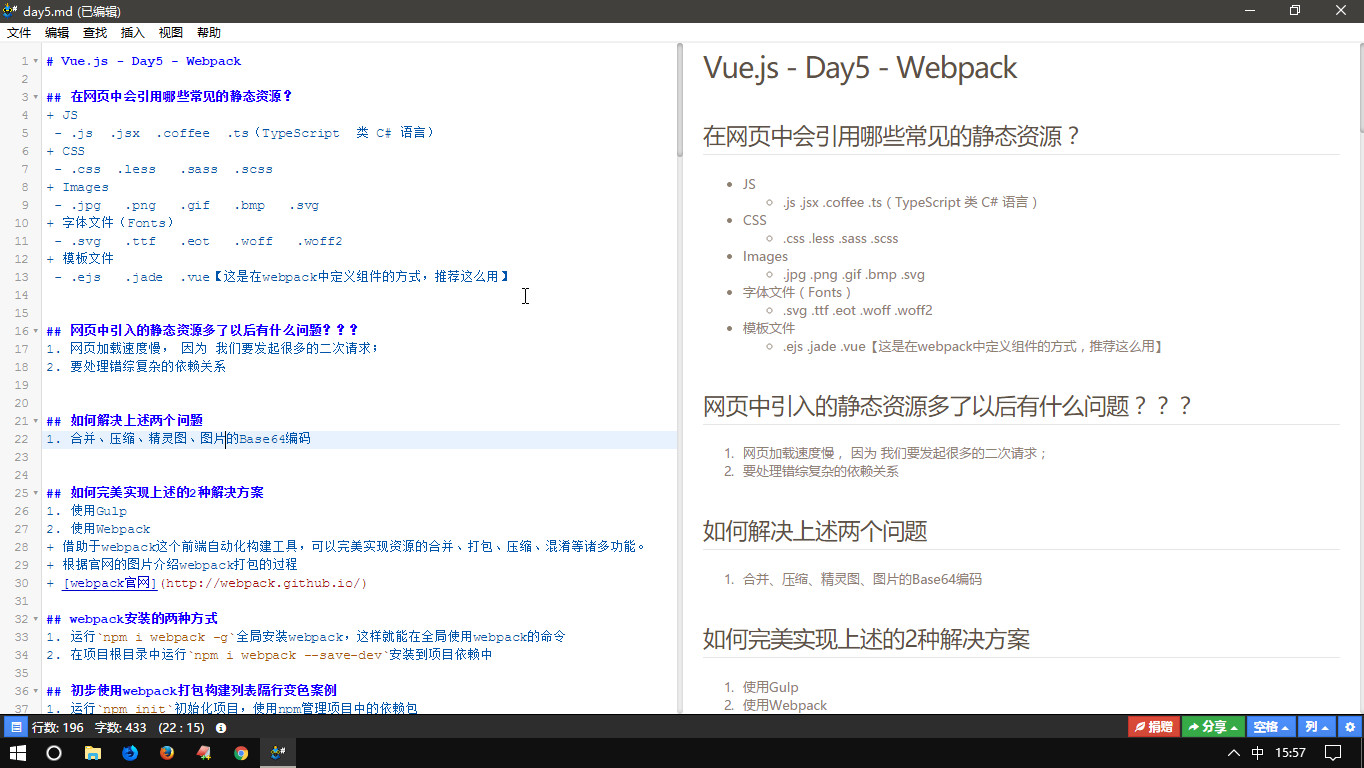 day5.md (已编辑)
文件 编辑 查找 插入 视图 帮助
1 # Vue.js - Day5 - Webpack
2
3 ## 在网页中会引用哪些常见的静态资源？
4 + JS
5 - .js .jsx .coffee .ts（TypeScript 类 C# 语言）
6 + CSS
7 - .css .less .sass .scss
8 + Images
9 - .jpg .png .gif .bmp .svg
10 + 字体文件（Fonts）
11 - .svg .ttf .eot .woff .woff2
12 + 模板文件
13 - .ejs .jade .vue【这是在webpack中定义组件的方式，推荐这么用】
14
15
16 ## 网页中引入的静态资源多了以后有什么问题？？？
17 1. 网页加载速度慢， 因为 我们要发起很多的二次请求；
18 2. 要处理错综复杂的依赖关系
19
20
21 ## 如何解决上述两个问题
22 1. 合并、压缩、精灵图、图片的Base64编码
23
24
25 ## 如何完美实现上述的2种解决方案
26 1. 使用Gulp
27 2. 使用Webpack
28 + 借助于webpack这个前端自动化构建工具，可以完美实现资源的合并、打包、压缩、混淆等诸多功能。
29 + 根据官网的图片介绍webpack打包的过程
30 + [webpack官网](http://webpack.github.io/)
31
32 ## webpack安装的两种方式
33 1. 运行`npm i webpack -g`全局安装webpack，这样就能在全局使用webpack的命令
34 2. 在项目根目录中运行`npm i webpack --save-dev`安装到项目依赖中
35
36 ## 初步使用webpack打包构建列表隔行变色案例
37 1. 运行`npm init`初始化项目，使用npm管理项目中的依赖包
Vue.js - Day5 - Webpack
在网页中会引用哪些常见的静态资源？
JS
.js .jsx .coffee .ts（TypeScript 类 C# 语言）
CSS
.css .less .sass .scss
Images
.jpg .png .gif .bmp .svg
字体文件（Fonts）
.svg .ttf .eot .woff .woff2
模板文件
.ejs .jade .vue【这是在webpack中定义组件的方式，推荐这么用】
网页中引入的静态资源多了以后有什么问题？？？
1. 网页加载速度慢， 因为 我们要发起很多的二次请求；
2. 要处理错综复杂的依赖关系
如何解决上述两个问题
1. 合并、压缩、精灵图、图片的Base64编码
如何完美实现上述的2种解决方案
1. 使用Gulp
2. 使用Webpack
行数: 196 字数: 433 (22 : 15) 捐赠 分享 空格 列
中 15:57